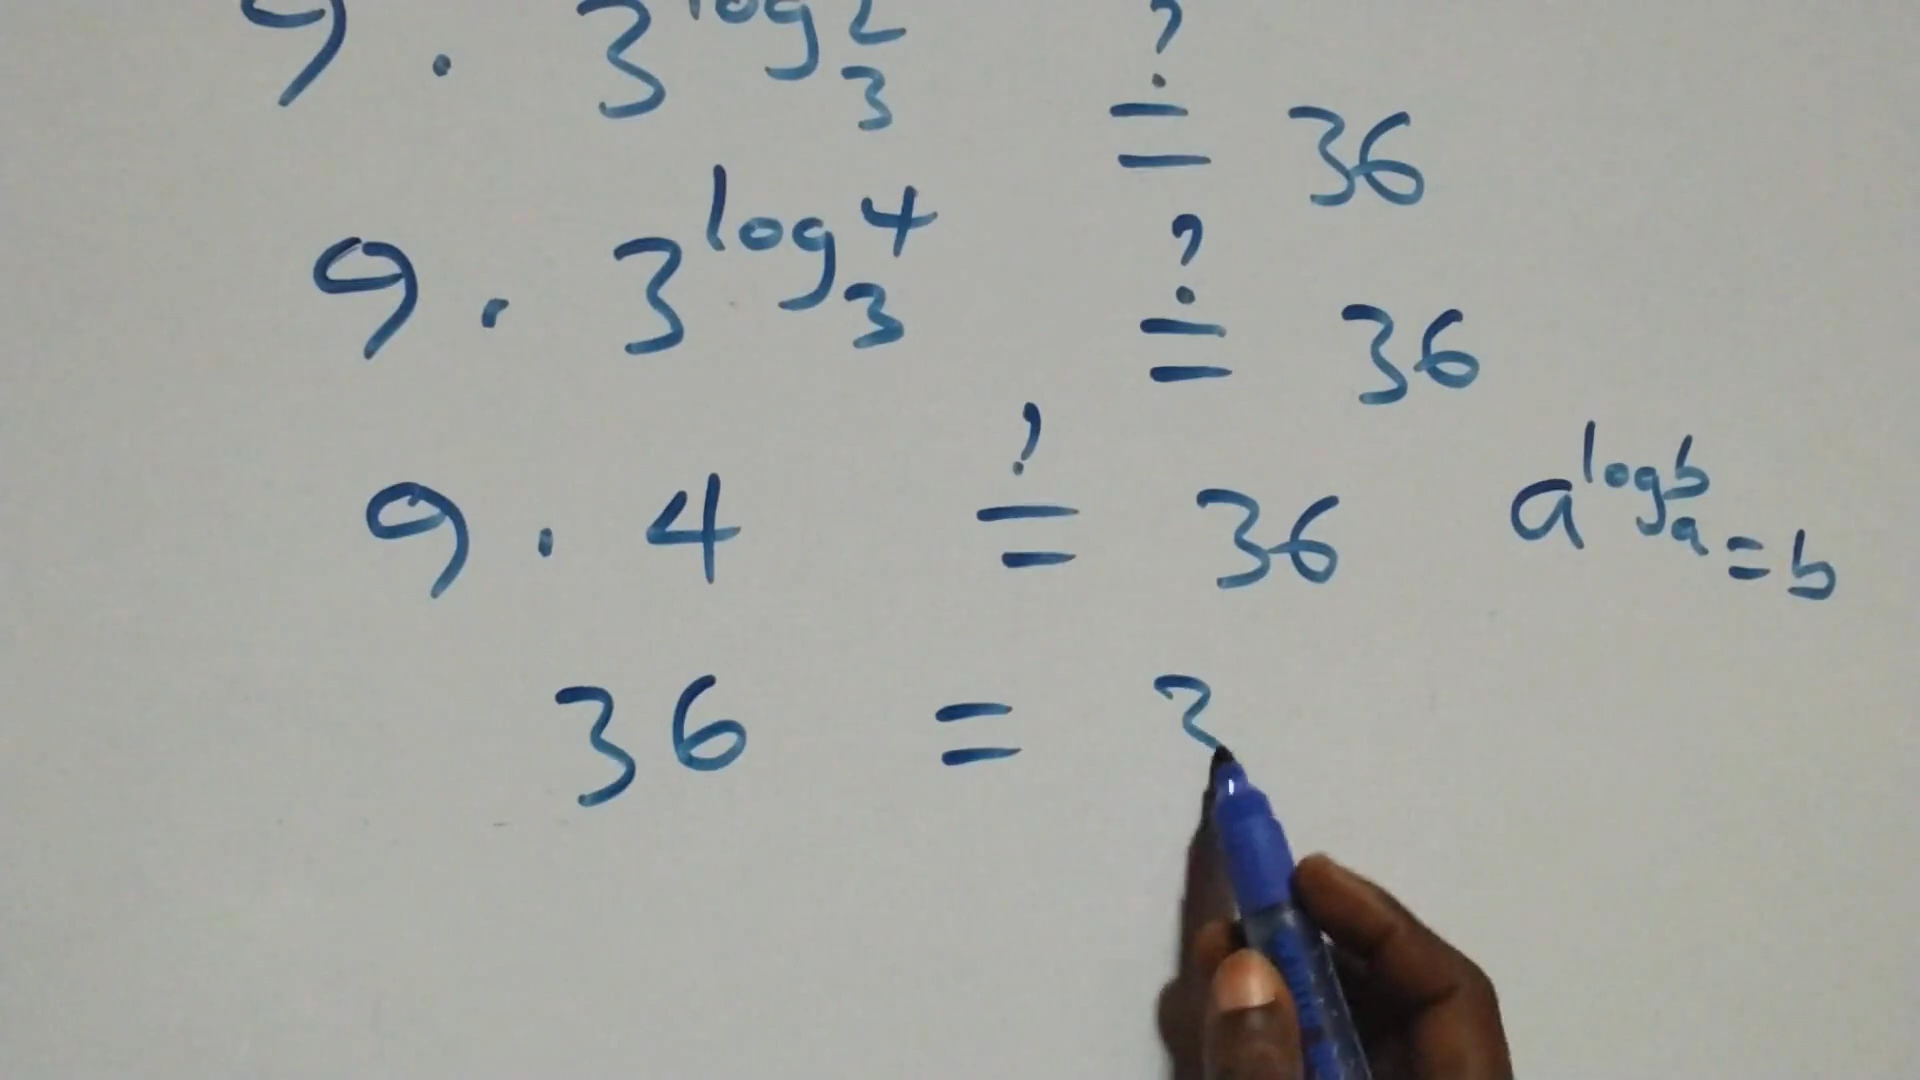 9 . 3^log_3 2 ?= 36
9 . 3^log_3 4 ?= 36
9 . 4 ?= 36 a^log_a b = b
36 = 3